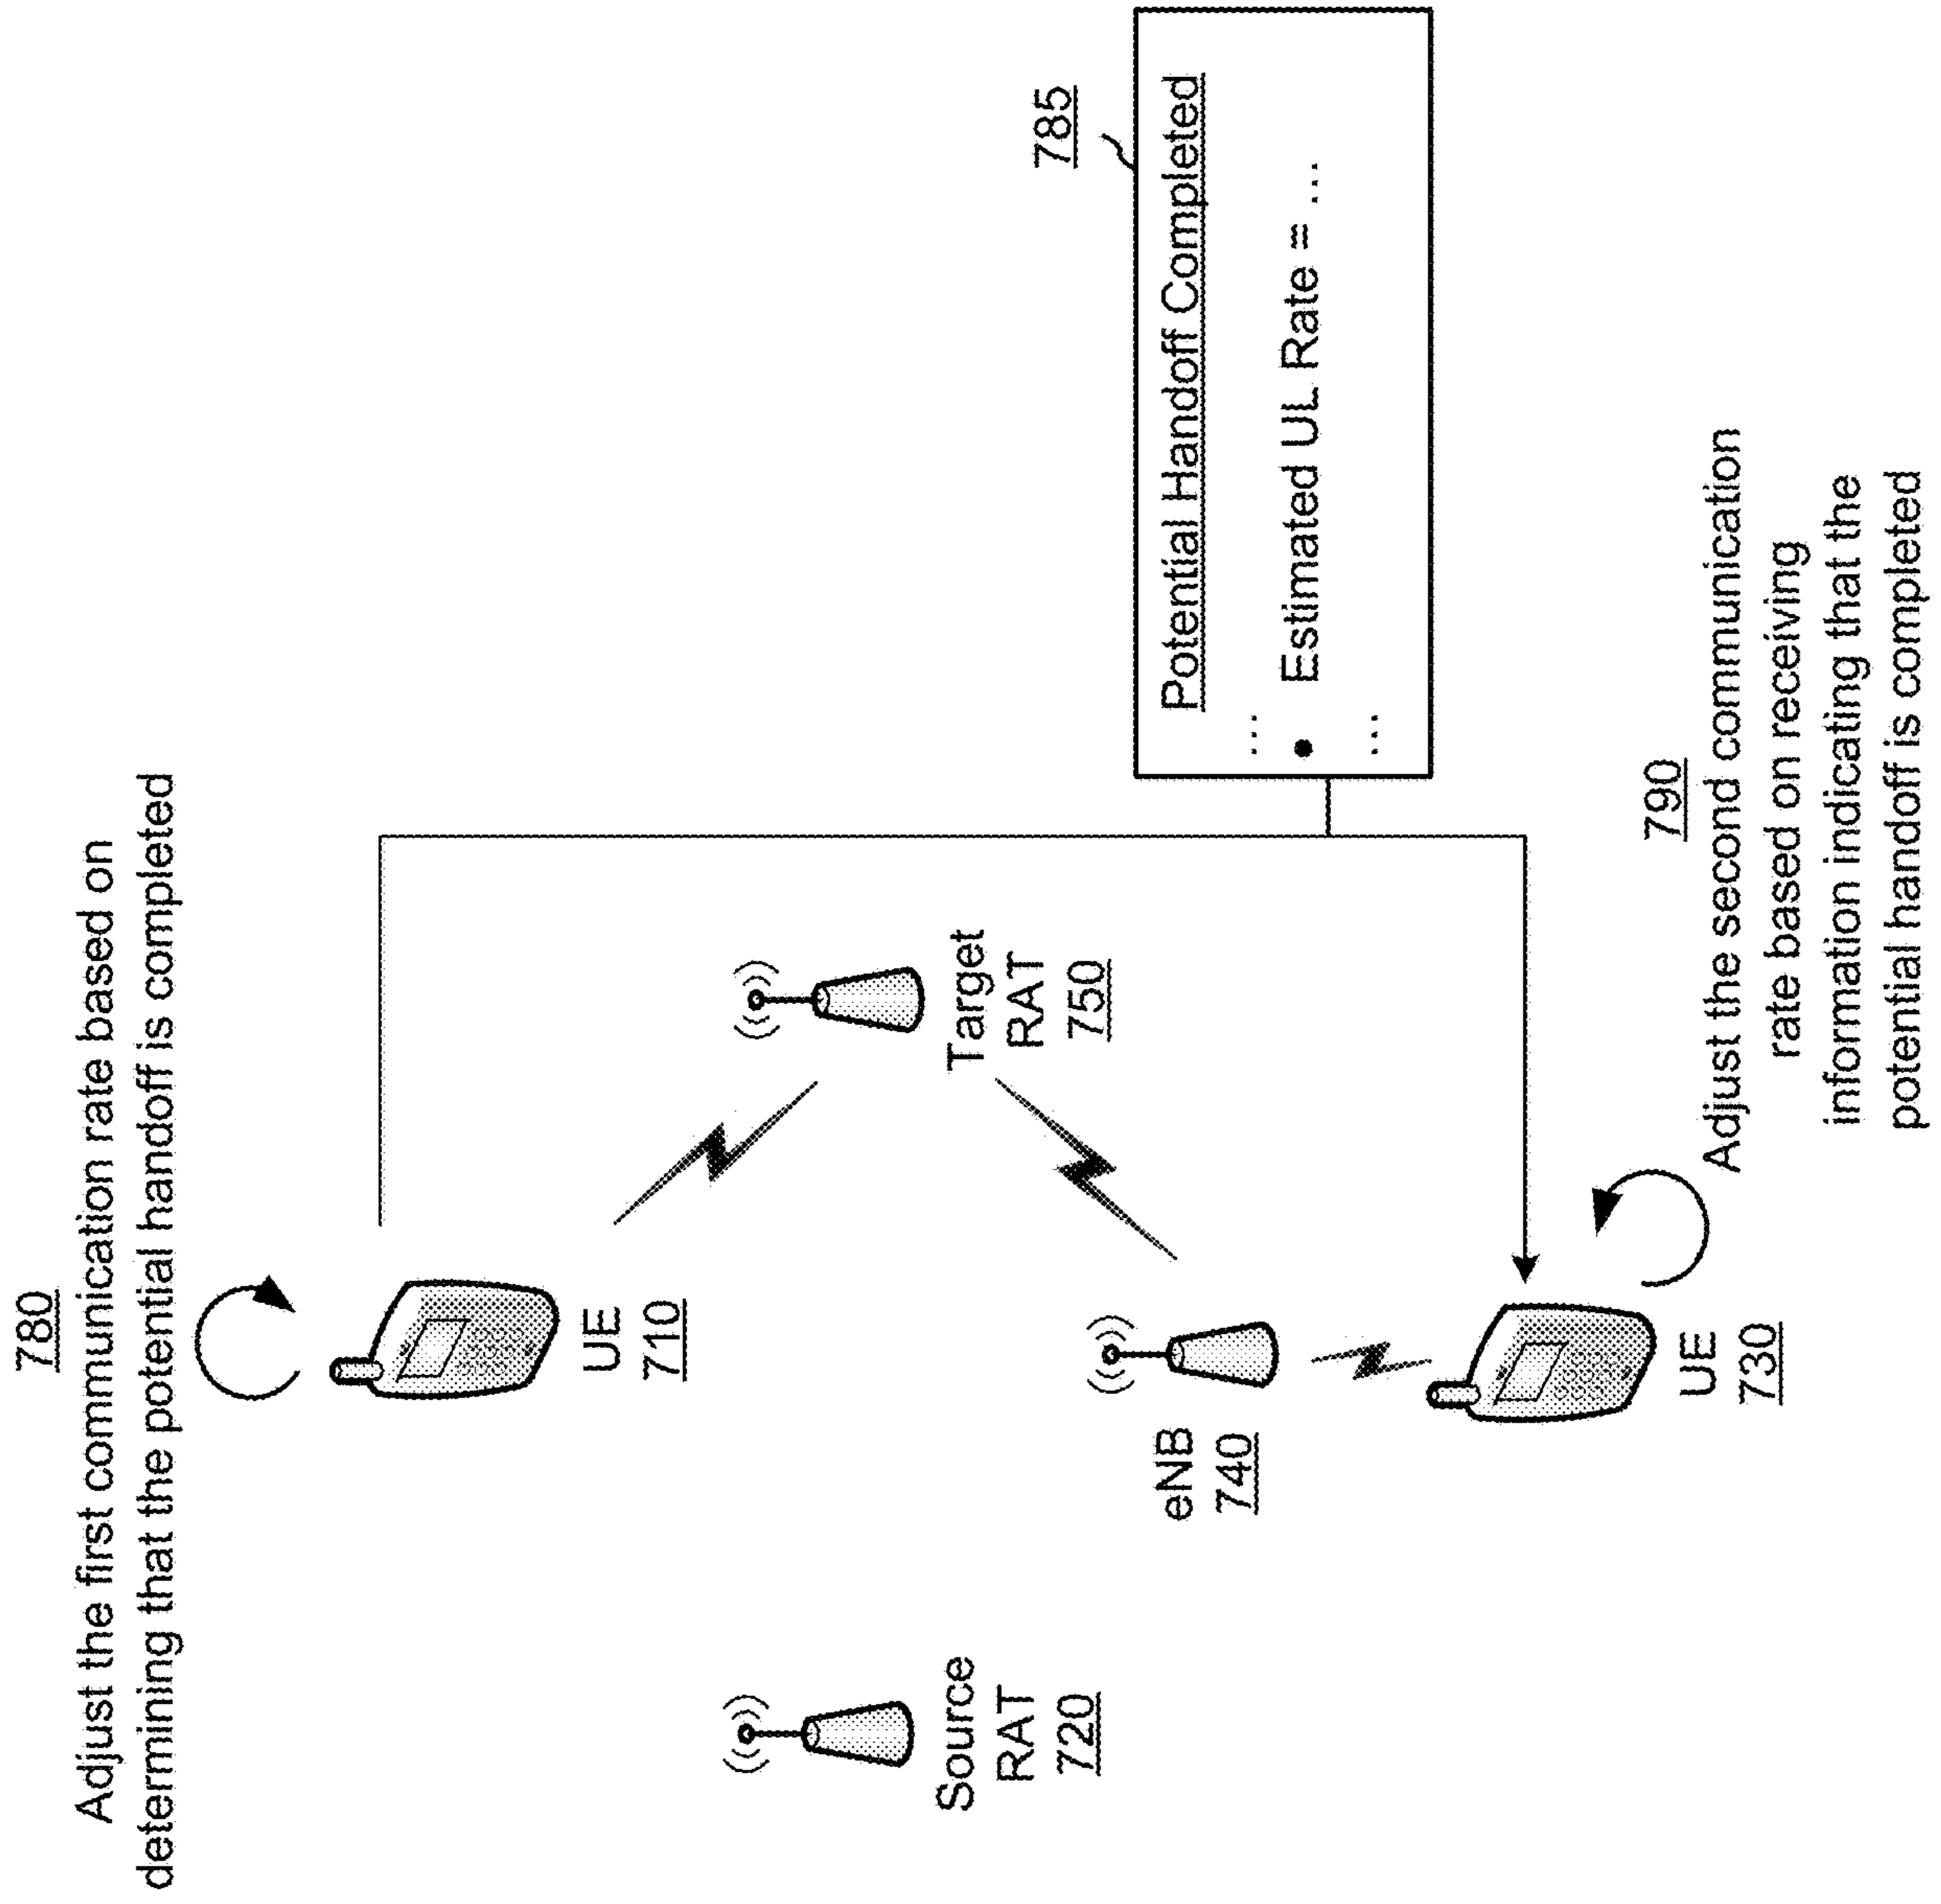 780
Adjust the first communication rate based on
determining that the potential handoff is completed
UE
710
Source
RAT
720
Target
RAT
750
785
Potential Handoff Completed
...
• Estimated UL Rate = ...
...
eNB
740
UE
730
790
Adjust the second communication
rate based on receiving
information indicating that the
potential handoff is completed